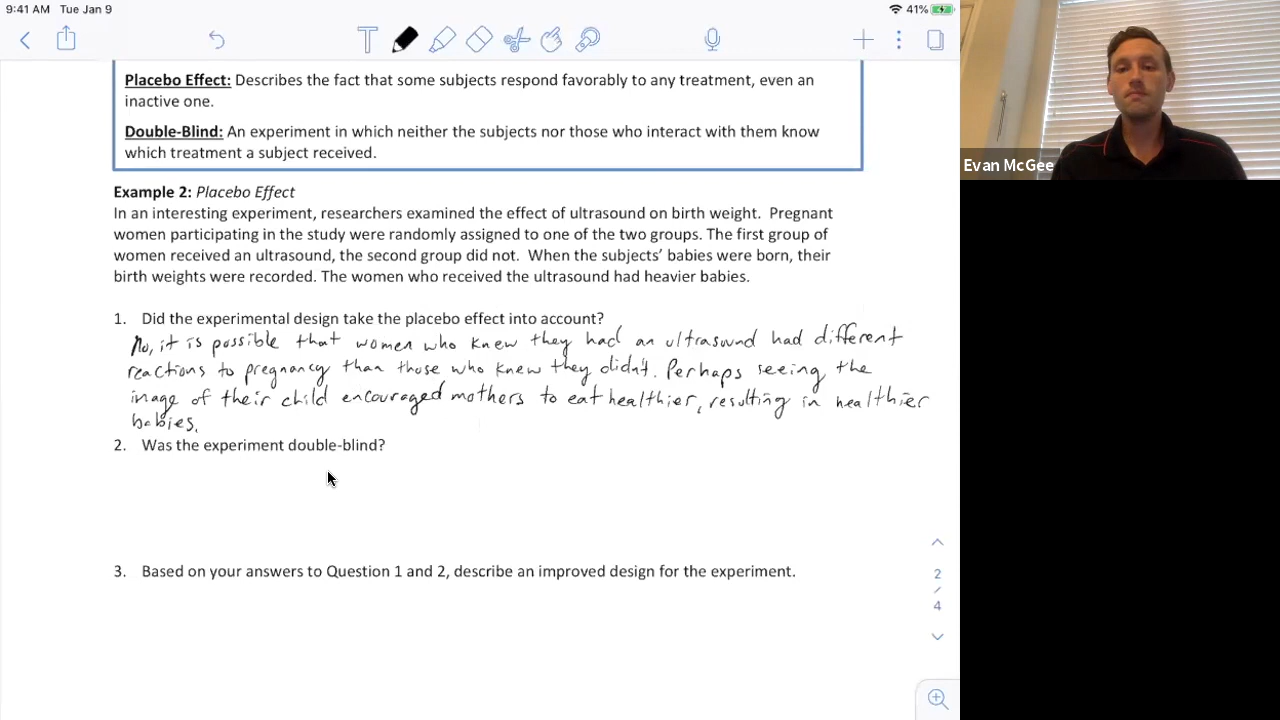 9:41 AM Tue Jan 9
41%
T
Placebo Effect: Describes the fact that some subjects respond favorably to any treatment, even an
inactive one.
Double-Blind: An experiment in which neither the subjects nor those who interact with them know
which treatment a subject received.
Example 2: Placebo Effect
In an interesting experiment, researchers examined the effect of ultrasound on birth weight. Pregnant
women participating in the study were randomly assigned to one of the two groups. The first group of
women received an ultrasound, the second group did not. When the subjects' babies were born, their
birth weights were recorded. The women who received the ultrasound had heavier babies.
1. Did the experimental design take the placebo effect into account?
No, it is possible that women who knew they had an ultrasound had different
reactions to pregnancy than those who knew they didn't. Perhaps seeing the
image of their child encouraged mothers to eat healthier, resulting in healthier
babies.
2. Was the experiment double-blind?
3. Based on your answers to Question 1 and 2, describe an improved design for the experiment.
2
/
4
Evan McGee